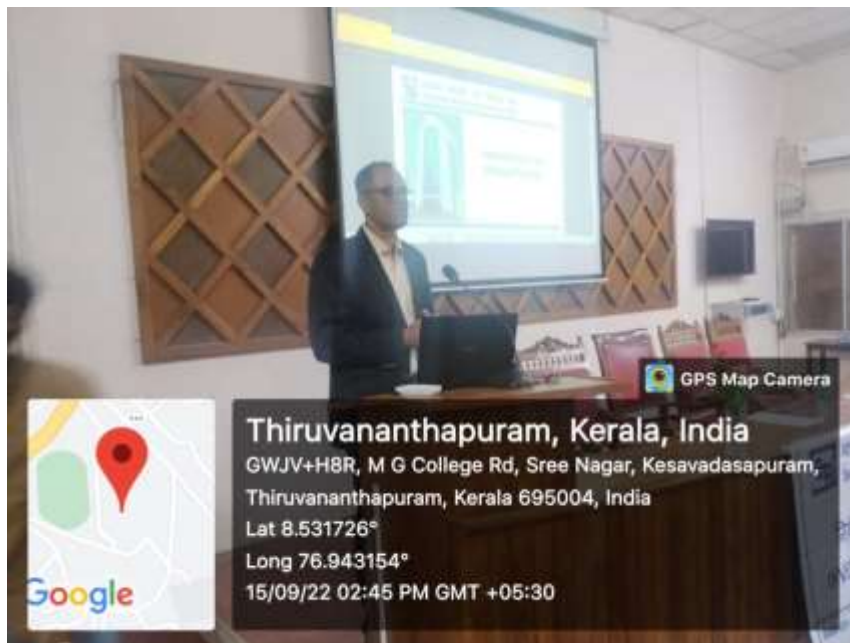 GPS Map Camera
Thiruvananthapuram, Kerala, India
GWJV+H8R, M G College Rd, Sree Nagar, Kesavadasapuram,
Thiruvananthapuram, Kerala 695004, India
Lat 8.531726°
Long 76.943154°
15/09/22 02:45 PM GMT +05:30
Google